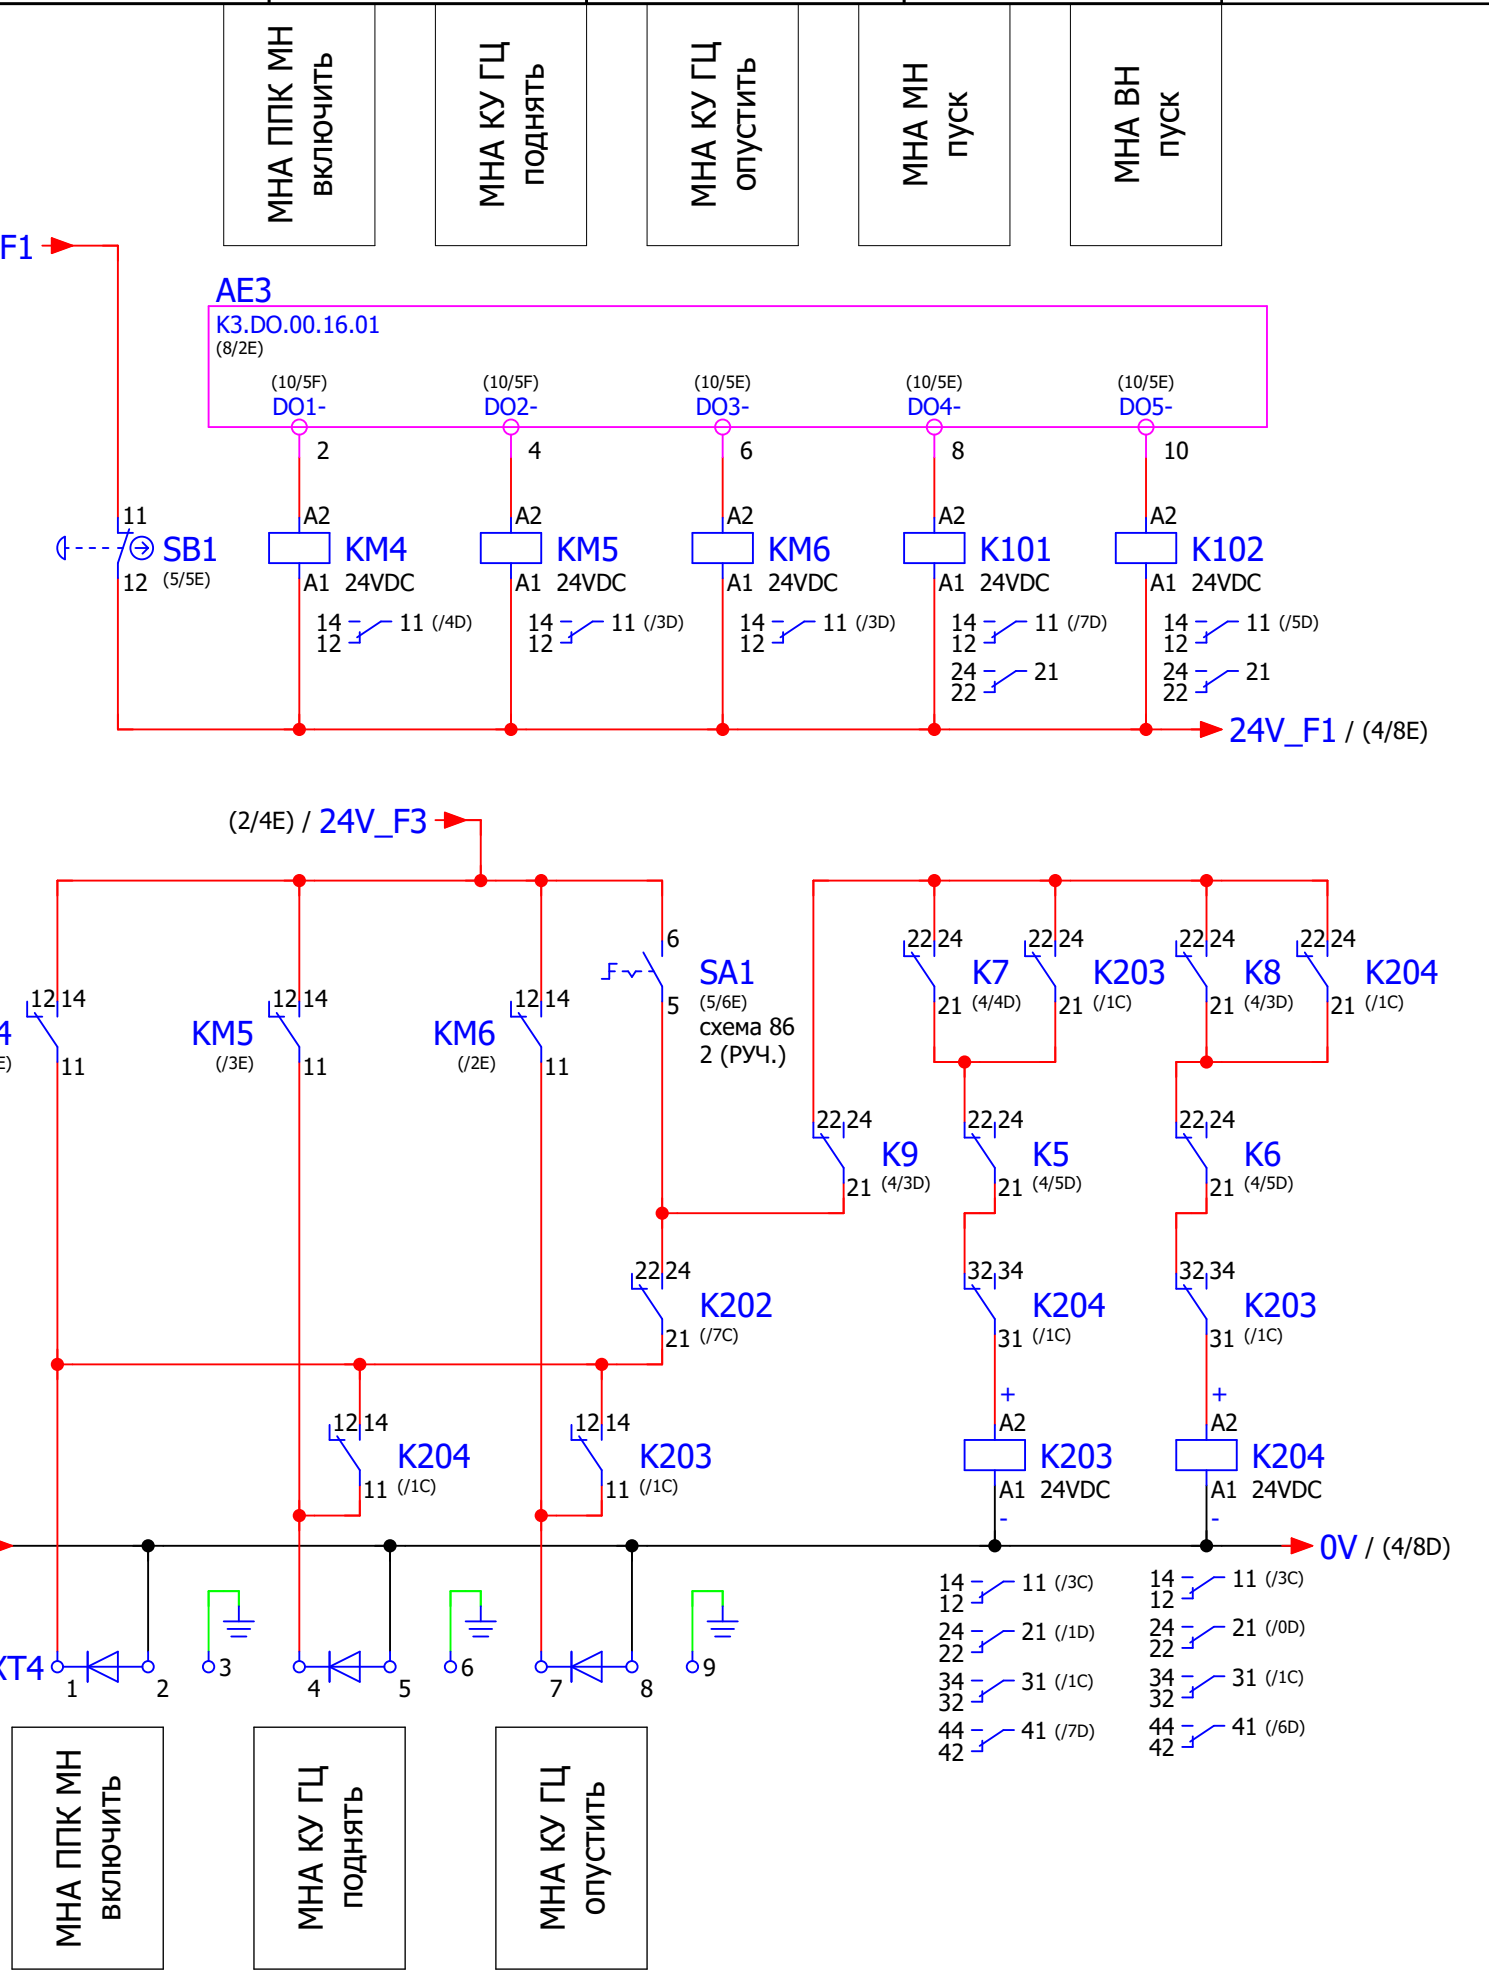 МНА ППК МН
включить
МНА КУ ГЦ
поднять
МНА КУ ГЦ
опустить
МНА МН
пуск
МНА ВН
пуск
F1
AE3
K3.DO.00.16.01
(8/2E)
(10/5F) (10/5F) (10/5E) (10/5E) (10/5E)
DO1- DO2- DO3- DO4- DO5-
2 4 6 8 10
11 A2 A2 A2 A2 A2
SB1 KM4 KM5 KM6 K101 K102
12 (5/5E) A1 24VDC A1 24VDC A1 24VDC A1 24VDC A1 24VDC
14 11 (/4D) 14 11 (/3D) 14 11 (/3D) 14 11 (/7D) 14 11 (/5D)
12 12 12 12 12
24 21 24 21
22 22
24V_F1 / (4/8E)
(2/4E) / 24V_F3
6 22 24 22 24 22 24 22 24
SA1 K7 K203 K8 K204
(5/6E) 21 (4/4D) 21 (/1C) 21 (4/3D) 21 (/1C)
12 14 12 14 12 14 5
4 KM5 KM6 схема 86
E) 11 (/3E) 11 (/2E) 11 2 (РУЧ.)
22 24 22 24 22 24
K9 K5 K6
21 (4/3D) 21 (4/5D) 21 (4/5D)
22 24 32 34 32 34
K202 K204 K203
21 (/7C) 31 (/1C) 31 (/1C)
+ +
12 14 12 14 A2 A2
K204 K203 K203 K204
11 (/1C) 11 (/1C) A1 24VDC A1 24VDC
- -
0V / (4/8D)
14 11 (/3C) 14 11 (/3C)
12 12
24 21 (/1D) 24 21 (/0D)
22 22
34 31 (/1C) 34 31 (/1C)
32 32
44 41 (/7D) 44 41 (/6D)
42 42
XT4 1 2 3 4 5 6 7 8 9
МНА ППК МН
включить
МНА КУ ГЦ
поднять
МНА КУ ГЦ
опустить